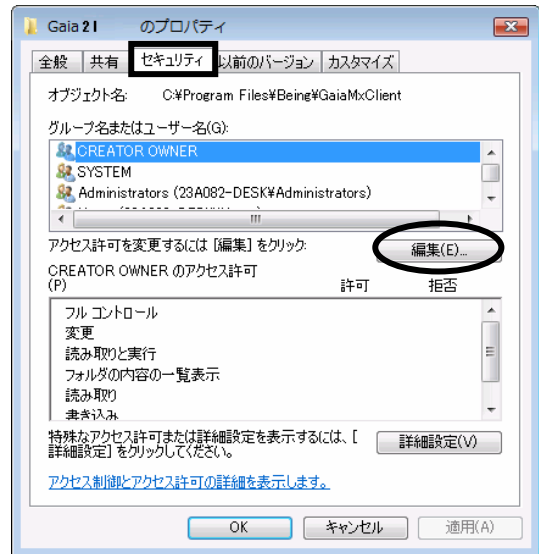 Gaia21 のプロパティ
全般 共有 セキュリティ 以前のバージョン カスタマイズ
オブジェクト名: C:¥Program Files¥Being¥GaiaMxClient
グループ名またはユーザー名(G):
CREATOR OWNER
SYSTEM
Administrators (23A082-DESK¥Administrators)
アクセス許可を変更するには [編集] をクリック:
編集(E)...
CREATOR OWNER のアクセス許可
(P) 許可 拒否
フル コントロール
変更
読み取りと実行
フォルダの内容の一覧表示
読み取り
書き込み
特殊なアクセス許可または詳細設定を表示するには、[
詳細設定] をクリックしてください。
詳細設定(V)
アクセス制御とアクセス許可の詳細を表示します。
OK キャンセル 適用(A)